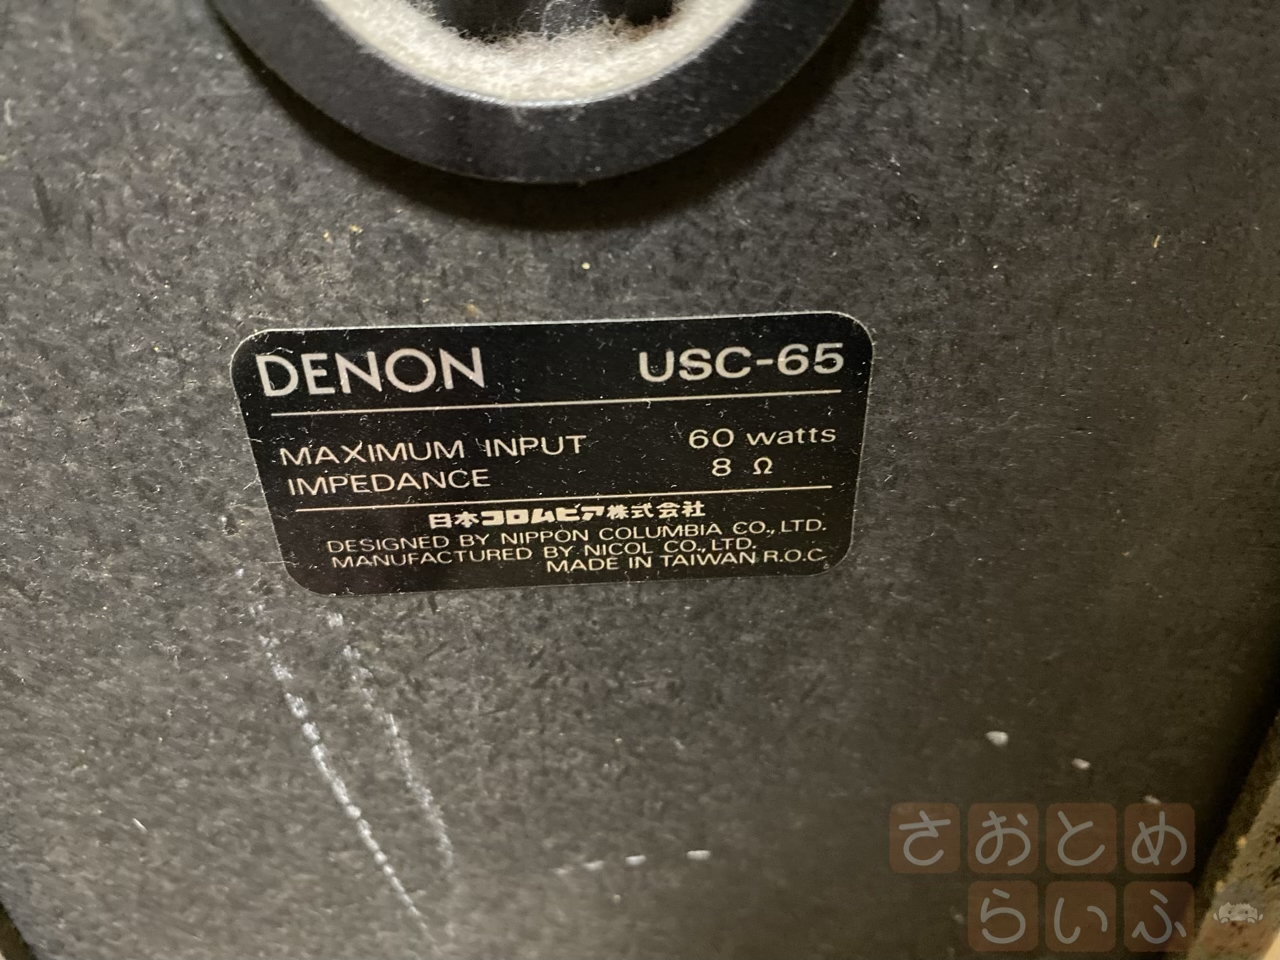 DENON USC-65
MAXIMUM INPUT 60 watts
IMPEDANCE 8 Ω
日本コロムビア株式会社
DESIGNED BY NIPPON COLUMBIA CO., LTD.
MANUFACTURED BY NICOL CO., LTD.
MADE IN TAIWAN R.O.C.
さおとめ
らいふ